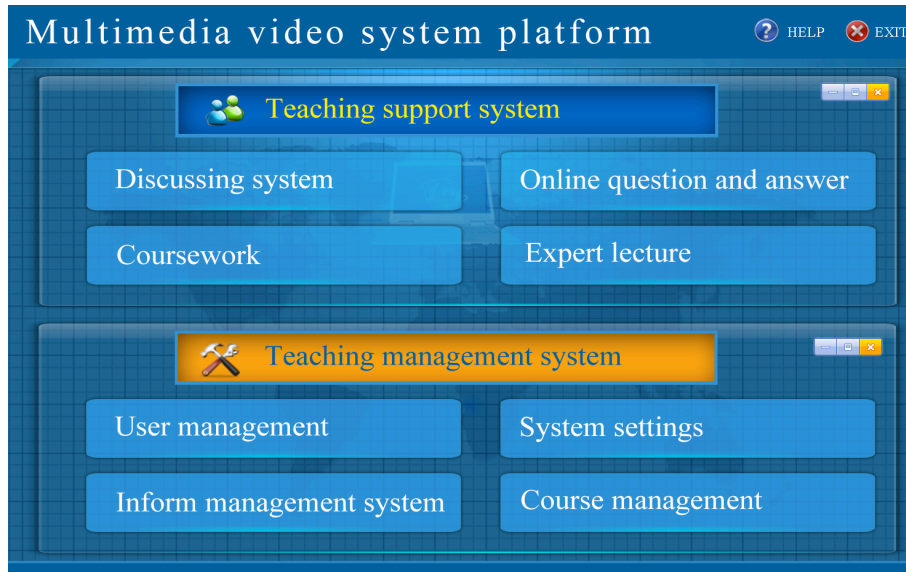 Multimedia video system platform
HELP
EXIT
Teaching support system
Discussing system
Online question and answer
Coursework
Expert lecture
Teaching management system
User management
System settings
Inform management system
Course management